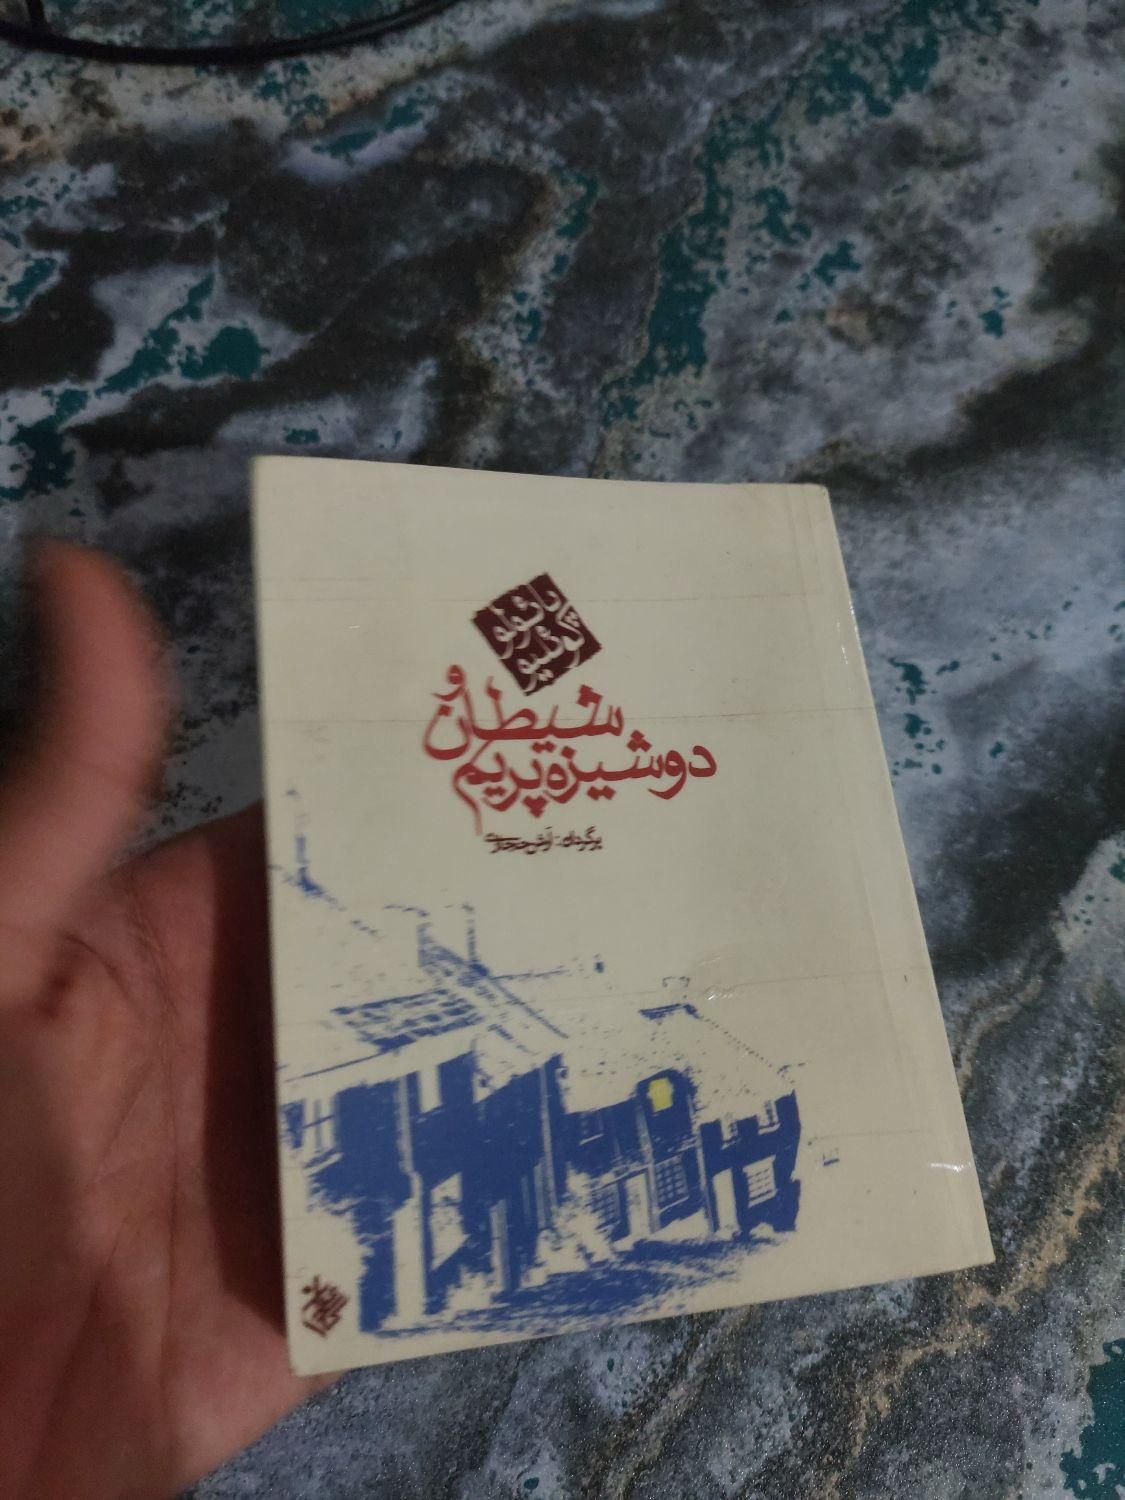 پائولو
کوئلیو
شیطان و
دوشیزه پریم
برگردان: آرش حجازی